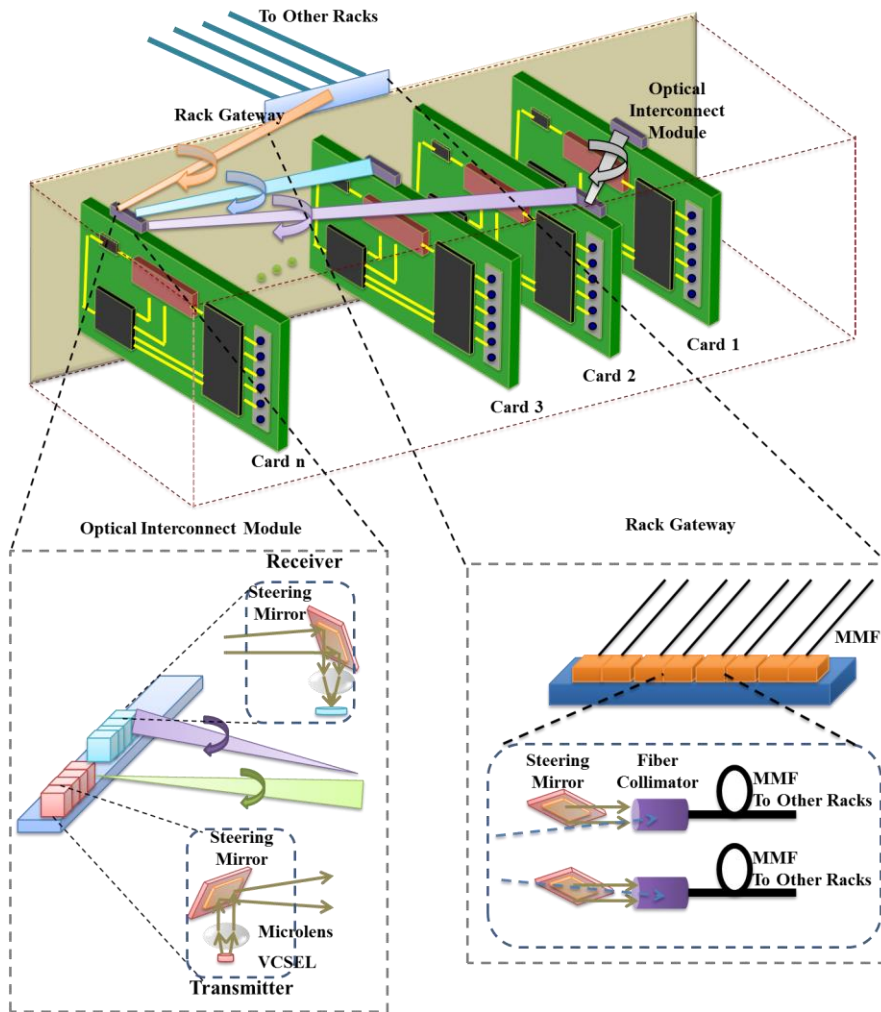 To Other Racks
Rack Gateway
Optical
Interconnect
Module
Card 1
Card 2
Card 3
Card n
Optical Interconnect Module
Receiver
Steering
Mirror
Steering
Mirror
Microlens
VCSEL
Transmitter
Rack Gateway
MMF
Steering
Mirror
Fiber
Collimator
MMF
To Other Racks
MMF
To Other Racks